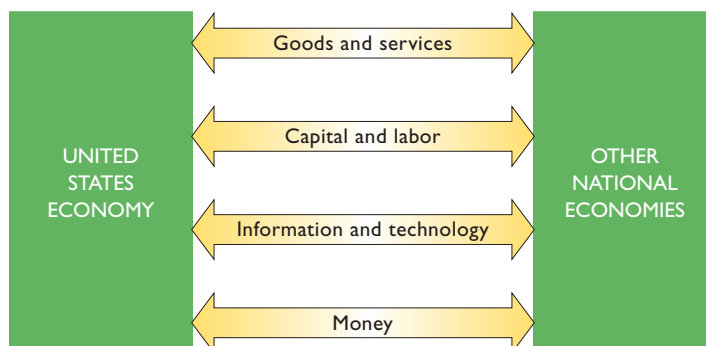 Goods and services
Capital and labor
UNITED
STATES
ECONOMY
OTHER
NATIONAL
ECONOMIES
Information and technology
Money